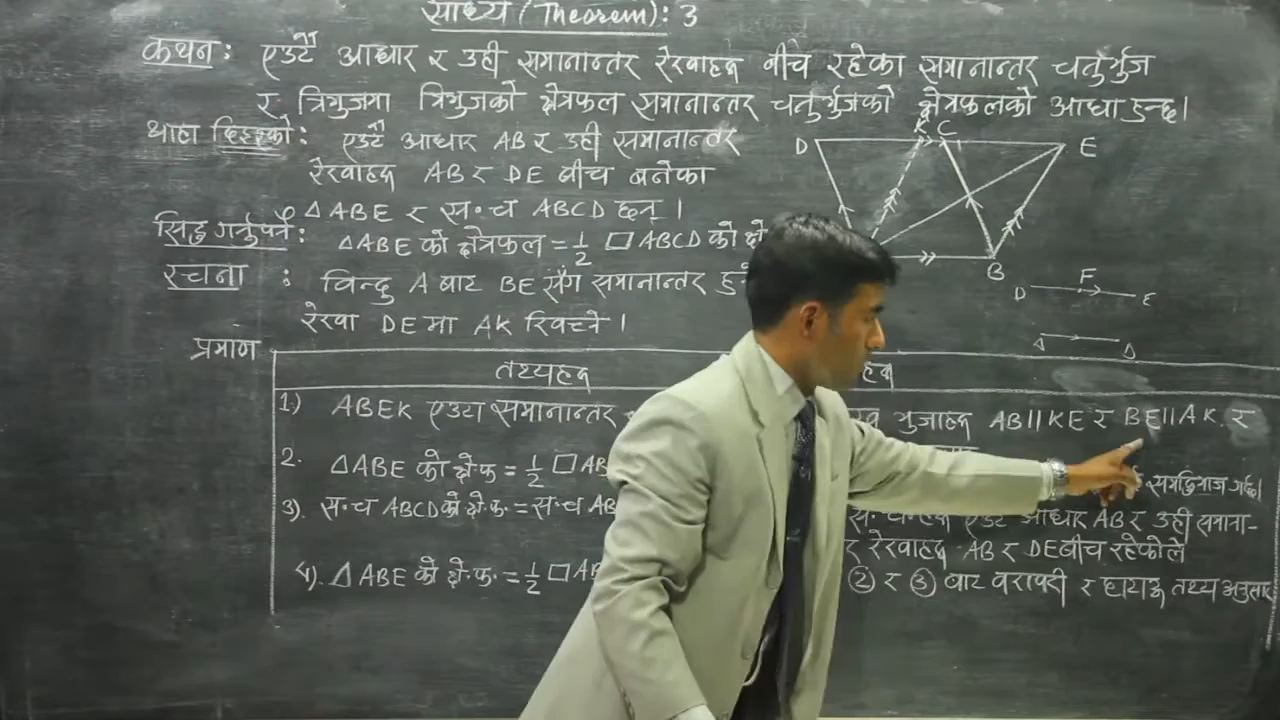 साध्य (Theorem): 3
कथन: एउटै आधार र उही समानान्तर रेखाहरू बीच रहेका समानान्तर चतुर्भुज
र त्रिभुजमा त्रिभुजको क्षेत्रफल समानान्तर चतुर्भुजको क्षेत्रफलको आधा हुन्छ।
थाहा दिइएको: एउटै आधार AB र उही समानान्तर
रेखाहरू AB र DE बीच बनेका
△ABE र स.च ABCD छन्।
सिद्ध गर्नुपर्ने: △ABE को क्षेत्रफल = 1/2 □ABCD को क्षे
रचना : विन्दु A बाट BE सँग समानान्तर
रेखा DE मा AK खिच्ने।
D K C E
B
D F E
A
प्रमाण
तथ्यहरू
1) ABEK एउटा समानान्तर
भुजाहरू AB||KE र BE||AK र
2. △ABE को क्षे.फ = 1/2 □AB
समद्विभाजन गर्छ।
3). स.च ABCD को क्षे.फ. = स.च AB
एउटै आधार AB र उही समाना-
र रेखाहरू AB र DE बीच रहेकोले
४). △ABE को क्षे.फ. = 1/2 □AB
② र ③ बाट बराबरी र तथ्य अनुसार